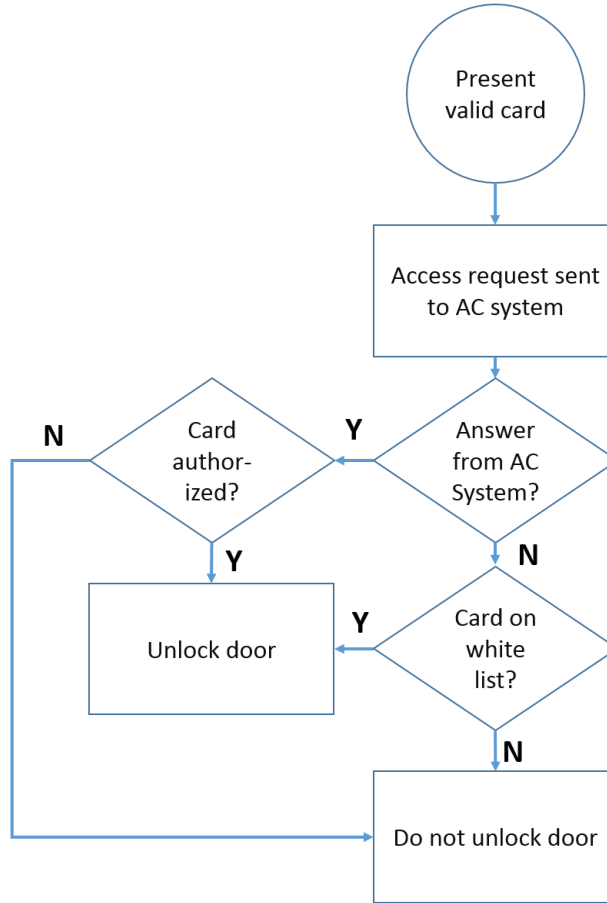 Present
valid card
Access request sent
to AC system
N
Card
author-
ized?
Y
Answer
from AC
System?
Y
N
Unlock door
Y
Card on
white
list?
N
Do not unlock door